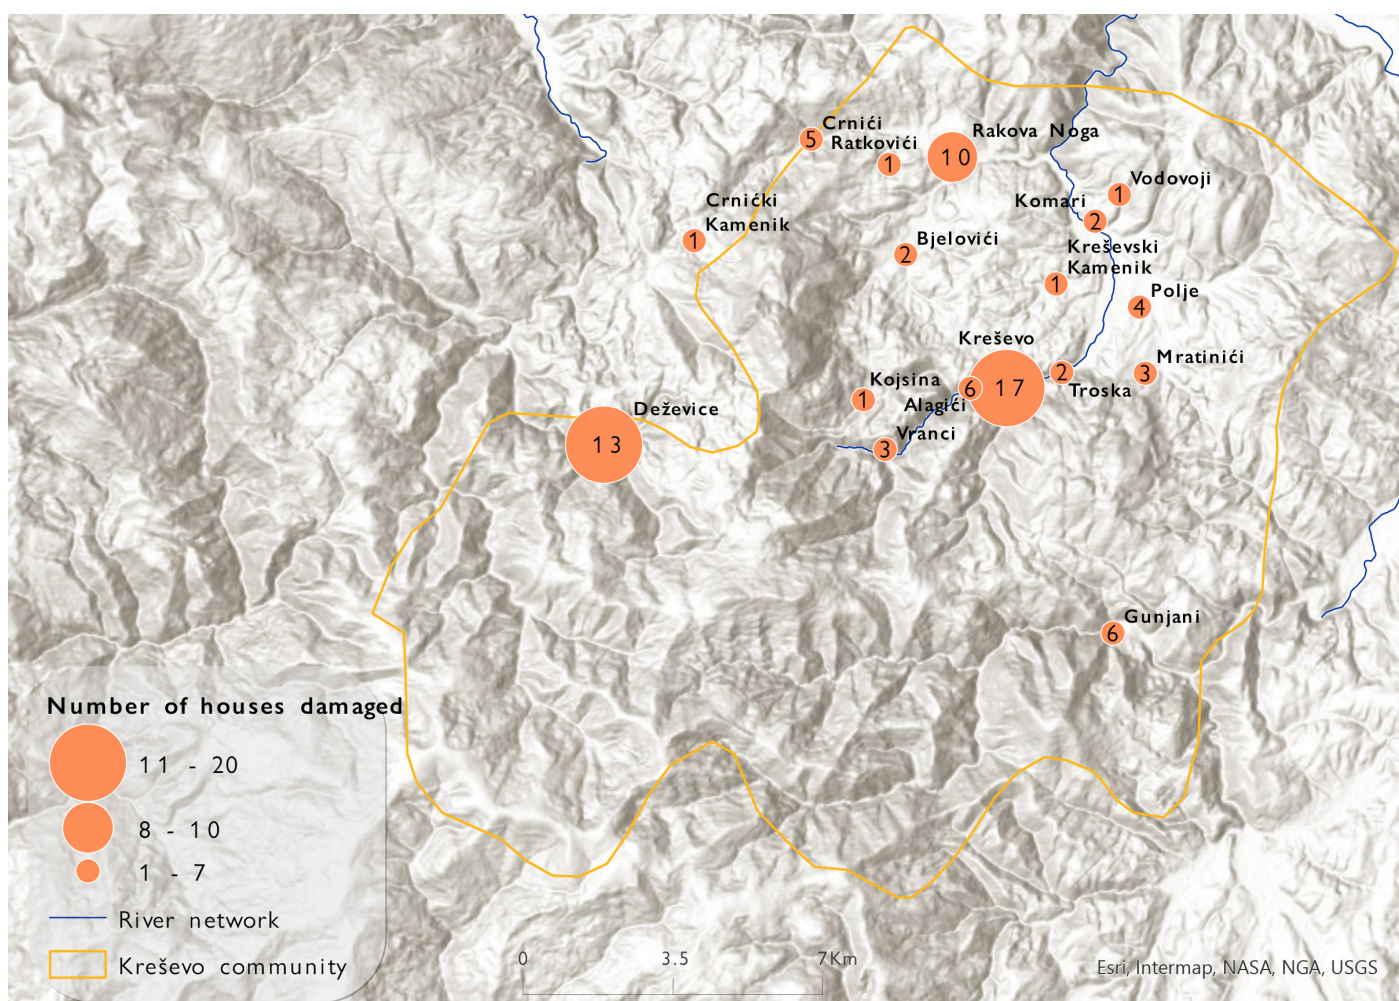 Crnići
5
Ratkovići
1
Rakova Noga
10
Vodovoji
1
Komari
2
Crnićki
Kamenik
1
Bjelovići
2
Kreševski
Kamenik
1
Polje
4
Kreševo
17
Mratinići
3
Troska
2
Kojsina
1
Alagići
6
Vranci
3
Deževice
13
Gunjani
6
Number of houses damaged
11 - 20
8 - 10
1 - 7
River network
Kreševo community
0 3.5 7Km
Esri, Intermap, NASA, NGA, USGS